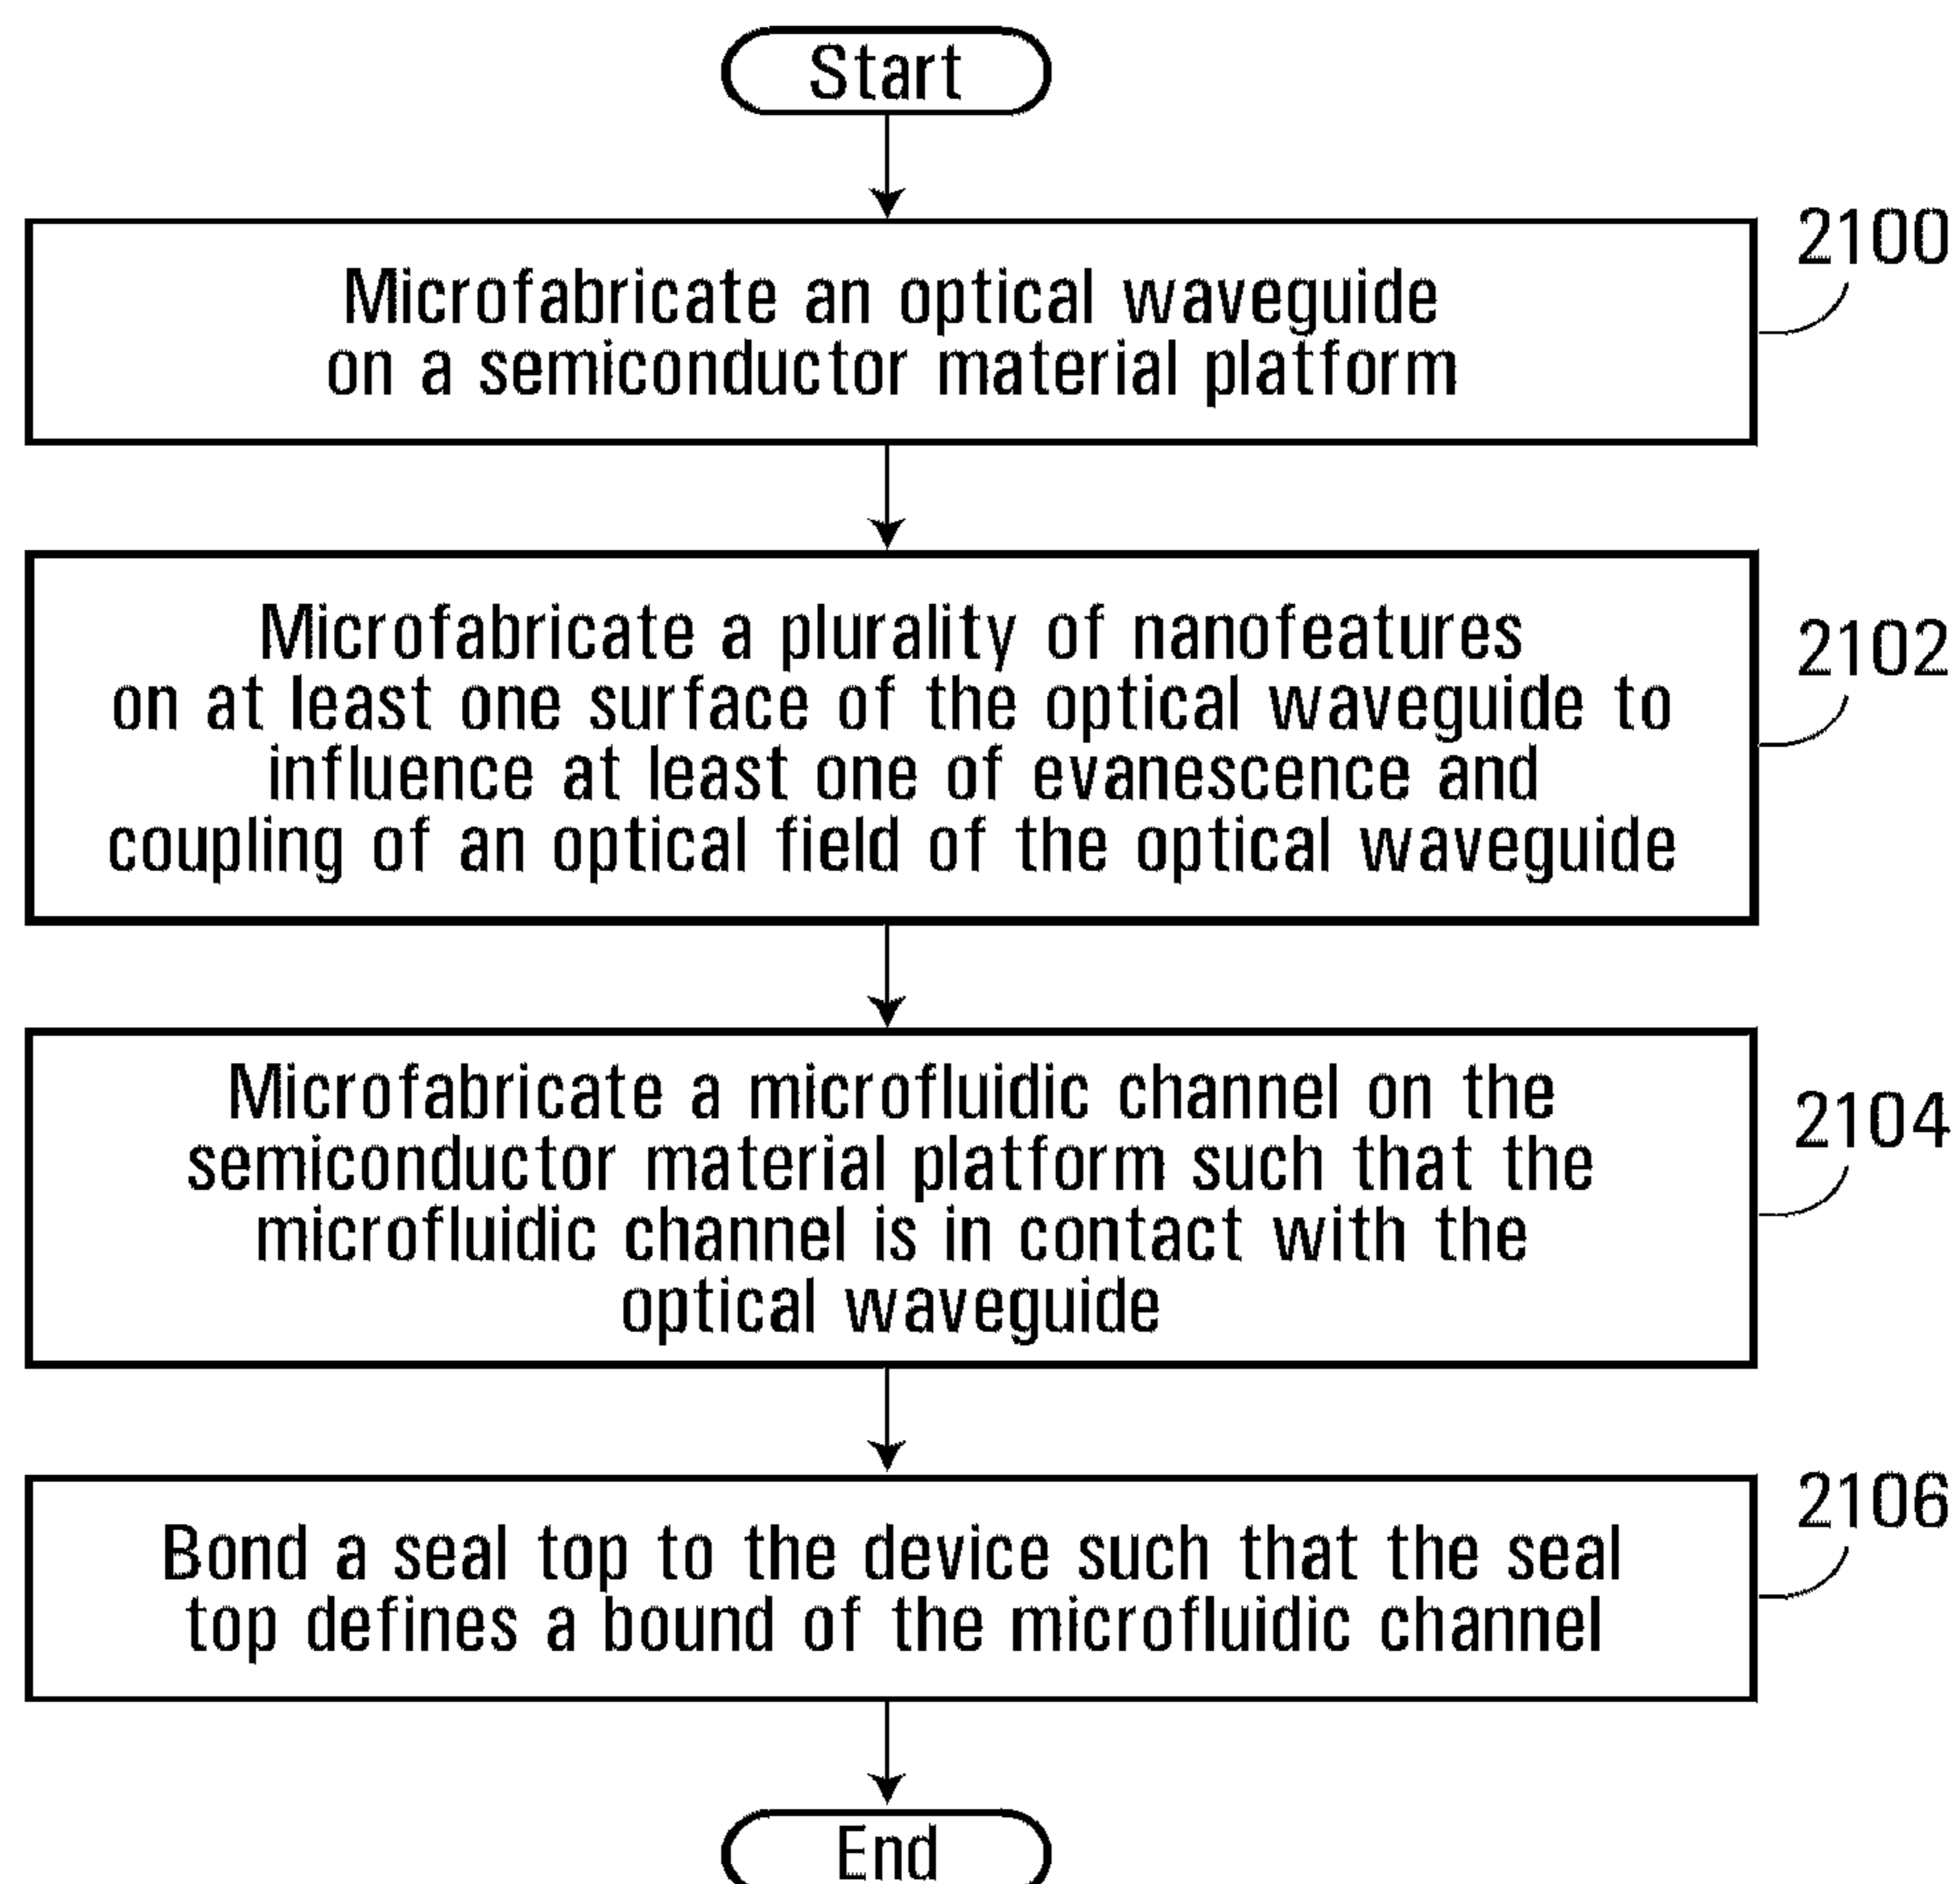 Start
2100
Microfabricate an optical waveguide
on a semiconductor material platform
2102
Microfabricate a plurality of nanofeatures
on at least one surface of the optical waveguide to
influence at least one of evanescence and
coupling of an optical field of the optical waveguide
2104
Microfabricate a microfluidic channel on the
semiconductor material platform such that the
microfluidic channel is in contact with the
optical waveguide
2106
Bond a seal top to the device such that the seal
top defines a bound of the microfluidic channel
End